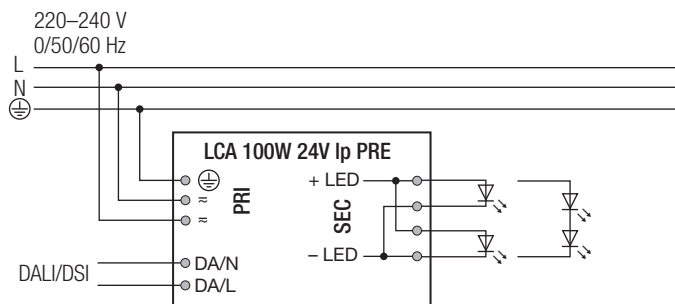 220–240 V
0/50/60 Hz
L
N
LCA 100W 24V lp PRE
PRI
≈
≈
+ LED
SEC
– LED
DALI/DSI
DA/N
DA/L